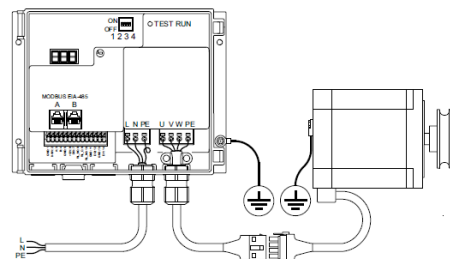 ON
OFF
1 2 3 4
TEST RUN
MODBUS EIA-485
A B
L N PE
U V W PE
L
N
PE